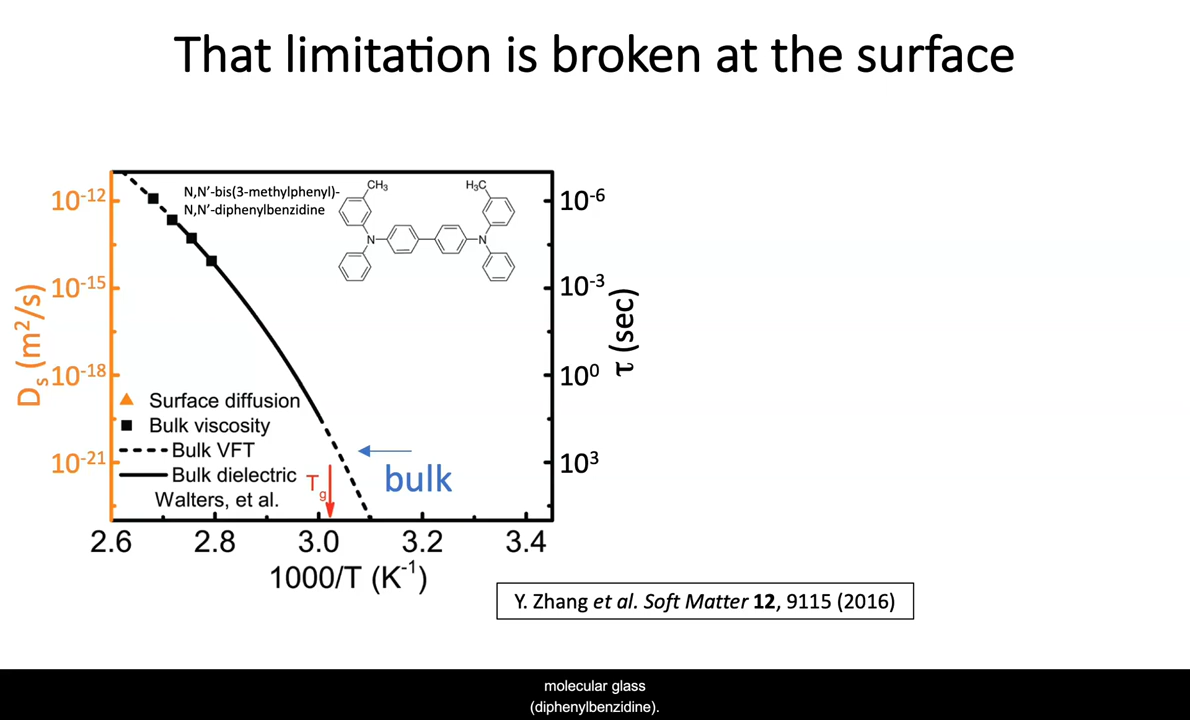 That limitation is broken at the surface
N,N′-bis(3-methylphenyl)-
N,N′-diphenylbenzidine
CH₃
H₃C
N
N
10⁻¹²
10⁻¹⁵
10⁻¹⁸
10⁻²¹
Dₛ (m²/s)
10⁻⁶
10⁻³
10⁰
10³
τ (sec)
Surface diffusion
Bulk viscosity
Bulk VFT
Bulk dielectric
Walters, et al.
Tg
bulk
2.6 2.8 3.0 3.2 3.4
1000/T (K⁻¹)
Y. Zhang et al. Soft Matter 12, 9115 (2016)
molecular glass
(diphenylbenzidine).